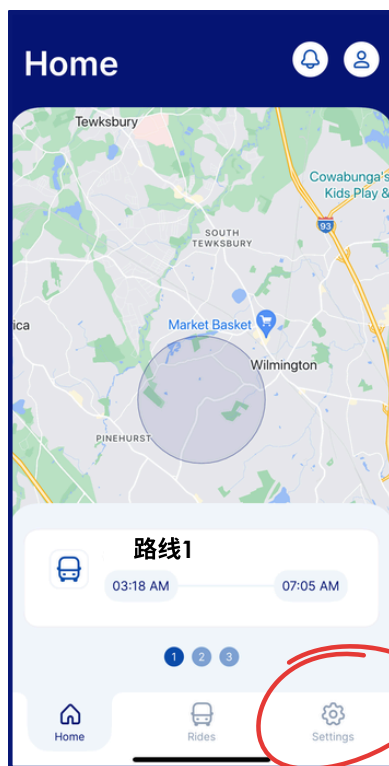 Home
Tewksbury
Cowabunga's
Kids Play &
93
SOUTH
TEWKSBURY
ica
Market Basket
Wilmington
PINEHURST
路线1
03:18 AM
07:05 AM
1 2 3
Home
Rides
Settings